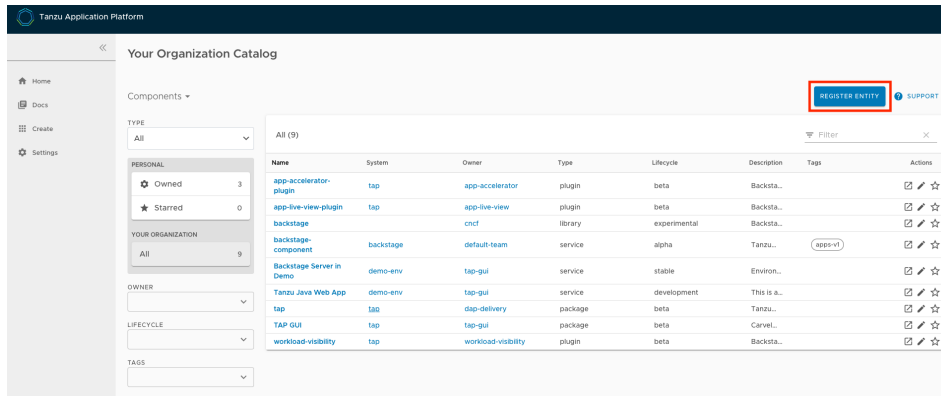 Tanzu Application Platform
Your Organization Catalog
Home
Docs
Create
Settings
Components
REGISTER ENTITY
SUPPORT
TYPE
All
PERSONAL
Owned 3
Starred 0
YOUR ORGANIZATION
All 9
OWNER
LIFECYCLE
TAGS
All (9)
Filter
Name System Owner Type Lifecycle Description Tags Actions
app-accelerator-
plugin tap app-accelerator plugin beta Backsta...
app-live-view-plugin tap app-live-view plugin beta Backsta...
backstage cncf library experimental Backsta...
backstage-
component backstage default-team service alpha Tanzu... apps-v1
Backstage Server in
Demo demo-env tap-gui service stable Environ...
Tanzu Java Web App demo-env tap-gui service development This is a...
tap tap dap-delivery package beta Tanzu...
TAP GUI tap tap-gui package beta Carvel...
workload-visibility tap workload-visibility plugin beta Backsta...